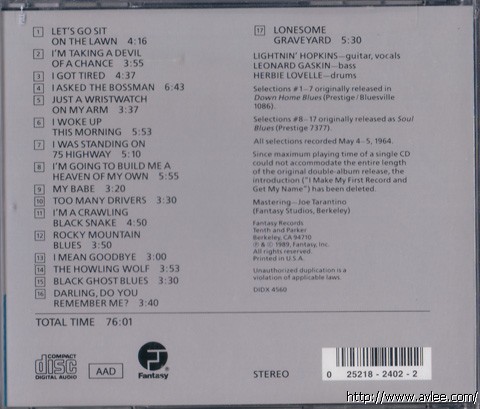 1 LET'S GO SIT
ON THE LAWN 4:16
2 I'M TAKING A DEVIL
OF A CHANCE 3:55
3 I GOT TIRED 4:37
4 I ASKED THE BOSSMAN 6:43
5 JUST A WRISTWATCH
ON MY ARM 3:37
6 I WOKE UP
THIS MORNING 5:53
7 I WAS STANDING ON
75 HIGHWAY 5:10
8 I'M GOING TO BUILD ME A
HEAVEN OF MY OWN 5:55
9 MY BABE 3:20
10 TOO MANY DRIVERS 3:30
11 I'M A CRAWLING
BLACK SNAKE 4:50
12 ROCKY MOUNTAIN
BLUES 3:50
13 I MEAN GOODBYE 3:00
14 THE HOWLING WOLF 3:53
15 BLACK GHOST BLUES 3:30
16 DARLING, DO YOU
REMEMBER ME? 3:40
17 LONESOME
GRAVEYARD 5:30
LIGHTNIN' HOPKINS—guitar, vocals
LEONARD GASKIN—bass
HERBIE LOVELLE—drums
Selections #1–7 originally released in
Down Home Blues (Prestige/Bluesville
1086).
Selections #8–17 originally released as Soul
Blues (Prestige 7377).
All selections recorded May 4–5, 1964.
Since maximum playing time of a single CD
could not accommodate the entire length
of the original double-album release, the
introduction ("I Make My First Record and
Get My Name") has been deleted.
Mastering—Joe Tarantino
(Fantasy Studios, Berkeley)
Fantasy Records
Tenth and Parker
Berkeley, CA 94710
℗ & © 1989, Fantasy, Inc.
All rights reserved.
Printed in U.S.A.
Unauthorized duplication is a
violation of applicable laws.
DIDX 4560
TOTAL TIME 76:01
COMPACT
disc
DIGITAL AUDIO
AAD
Fantasy
®
STEREO
0 25218-2402-2
http://www.avlee.com/